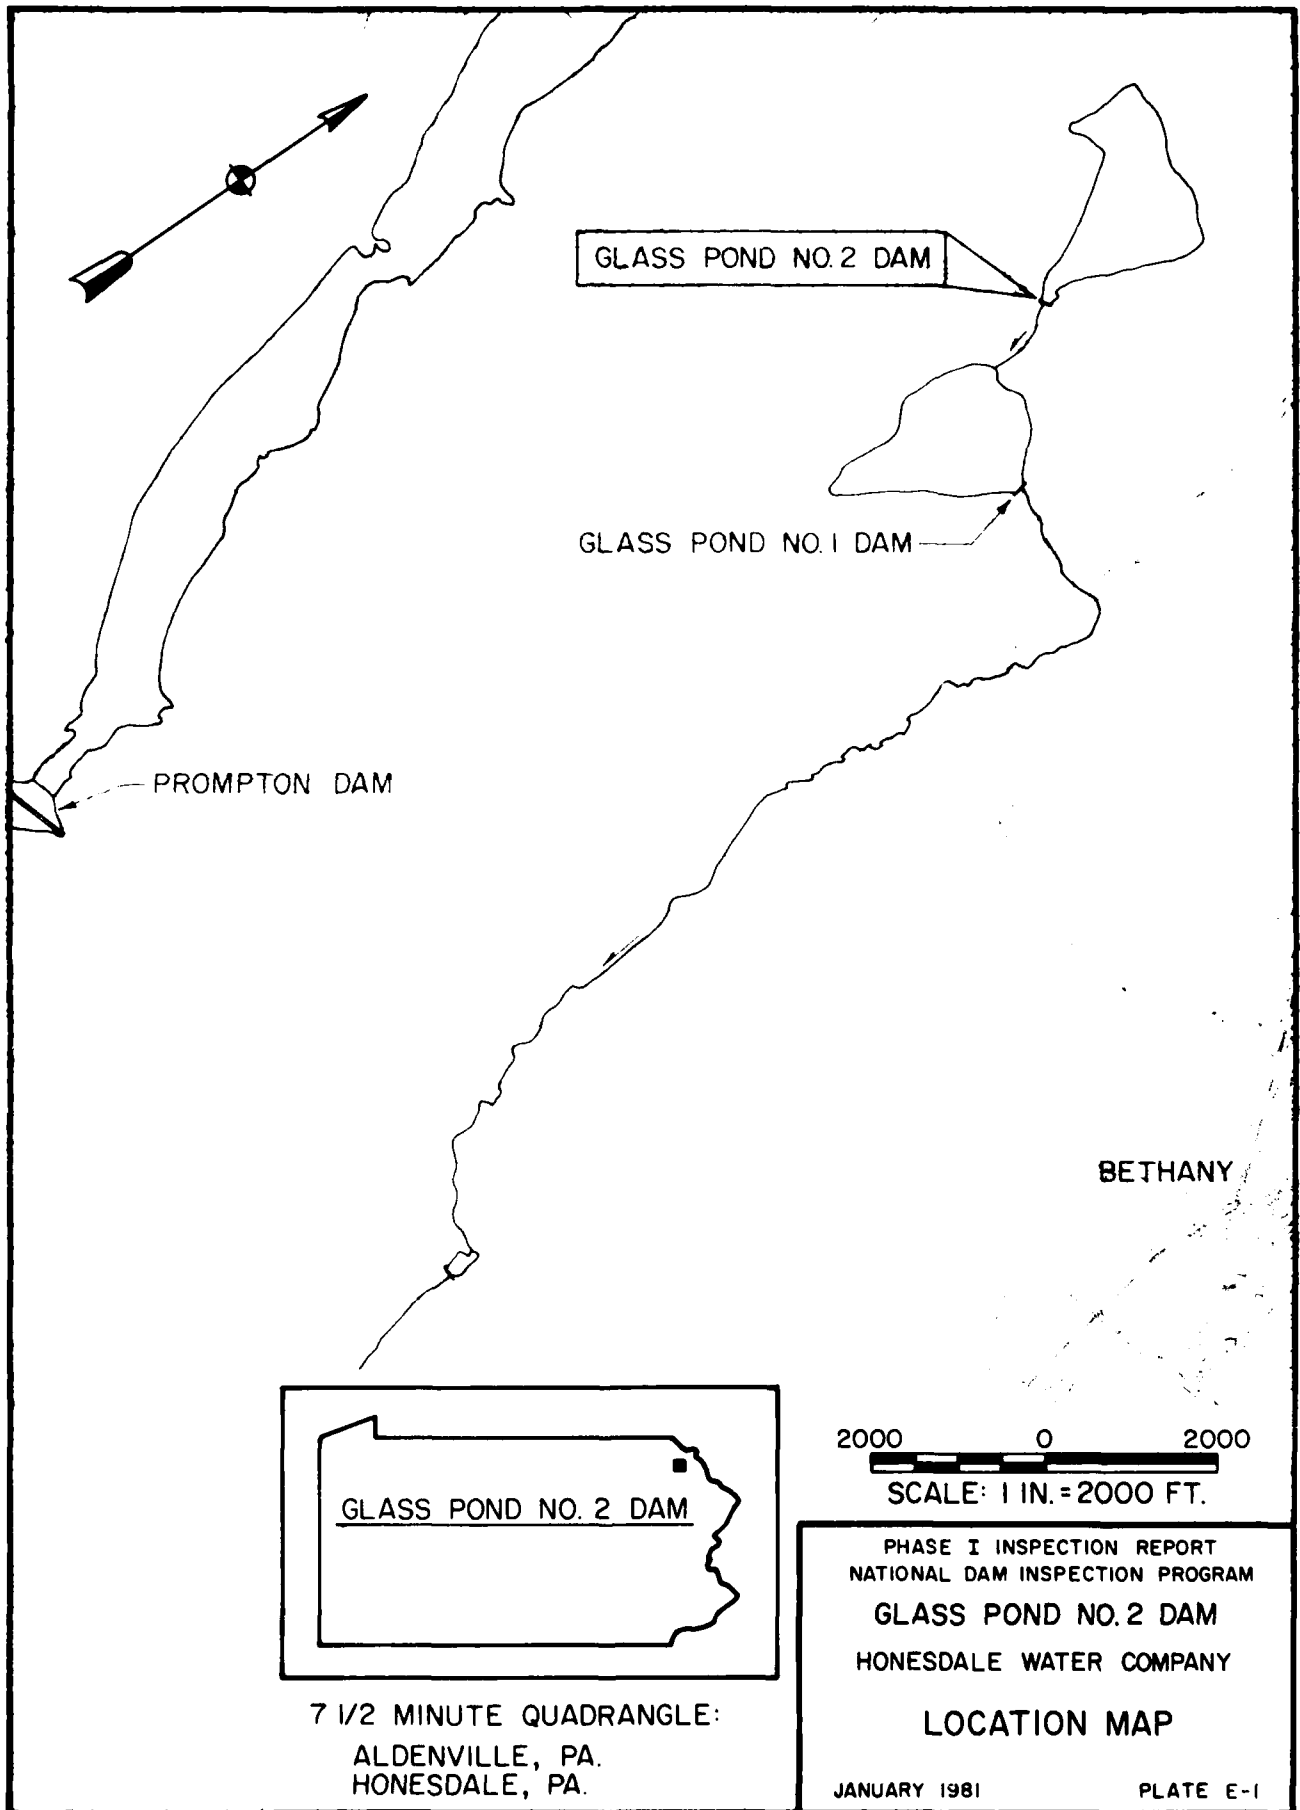 GLASS POND NO. 2 DAM
GLASS POND NO. 1 DAM
PROMPTON DAM
BETHANY
2000 0 2000
SCALE: 1 IN. = 2000 FT.
GLASS POND NO. 2 DAM
7 1/2 MINUTE QUADRANGLE:
ALDENVILLE, PA.
HONESDALE, PA.
PHASE I INSPECTION REPORT
NATIONAL DAM INSPECTION PROGRAM
GLASS POND NO. 2 DAM
HONESDALE WATER COMPANY
LOCATION MAP
JANUARY 1981 PLATE E-1